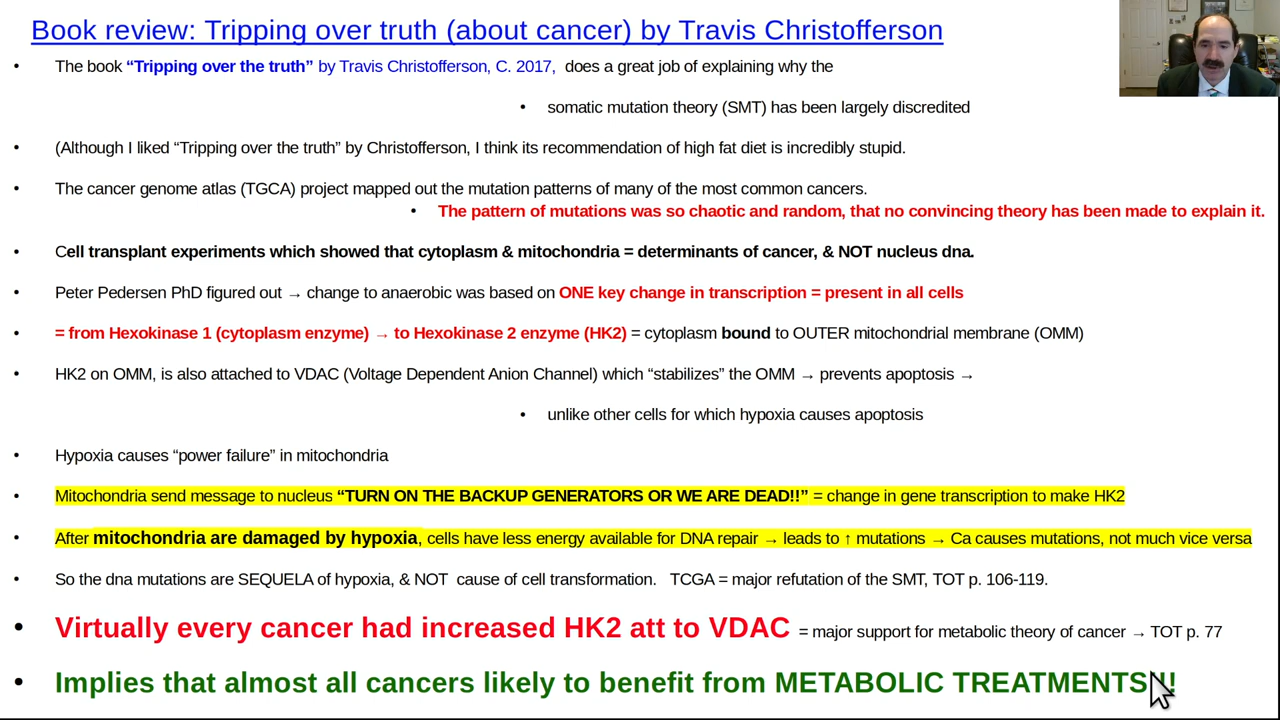 Book review: Tripping over truth (about cancer) by Travis Christofferson
• The book “Tripping over the truth” by Travis Christofferson, C. 2017, does a great job of explaining why the
• somatic mutation theory (SMT) has been largely discredited
• (Although I liked “Tripping over the truth” by Christofferson, I think its recommendation of high fat diet is incredibly stupid.
• The cancer genome atlas (TGCA) project mapped out the mutation patterns of many of the most common cancers.
• The pattern of mutations was so chaotic and random, that no convincing theory has been made to explain it.
• Cell transplant experiments which showed that cytoplasm & mitochondria = determinants of cancer, & NOT nucleus dna.
• Peter Pedersen PhD figured out → change to anaerobic was based on ONE key change in transcription = present in all cells
• = from Hexokinase 1 (cytoplasm enzyme) → to Hexokinase 2 enzyme (HK2) = cytoplasm bound to OUTER mitochondrial membrane (OMM)
• HK2 on OMM, is also attached to VDAC (Voltage Dependent Anion Channel) which “stabilizes” the OMM → prevents apoptosis →
• unlike other cells for which hypoxia causes apoptosis
• Hypoxia causes “power failure” in mitochondria
• Mitochondria send message to nucleus “TURN ON THE BACKUP GENERATORS OR WE ARE DEAD!!” = change in gene transcription to make HK2
• After mitochondria are damaged by hypoxia, cells have less energy available for DNA repair → leads to ↑ mutations → Ca causes mutations, not much vice versa
• So the dna mutations are SEQUELA of hypoxia, & NOT cause of cell transformation. TCGA = major refutation of the SMT, TOT p. 106-119.
• Virtually every cancer had increased HK2 att to VDAC = major support for metabolic theory of cancer → TOT p. 77
• Implies that almost all cancers likely to benefit from METABOLIC TREATMENTS!!!